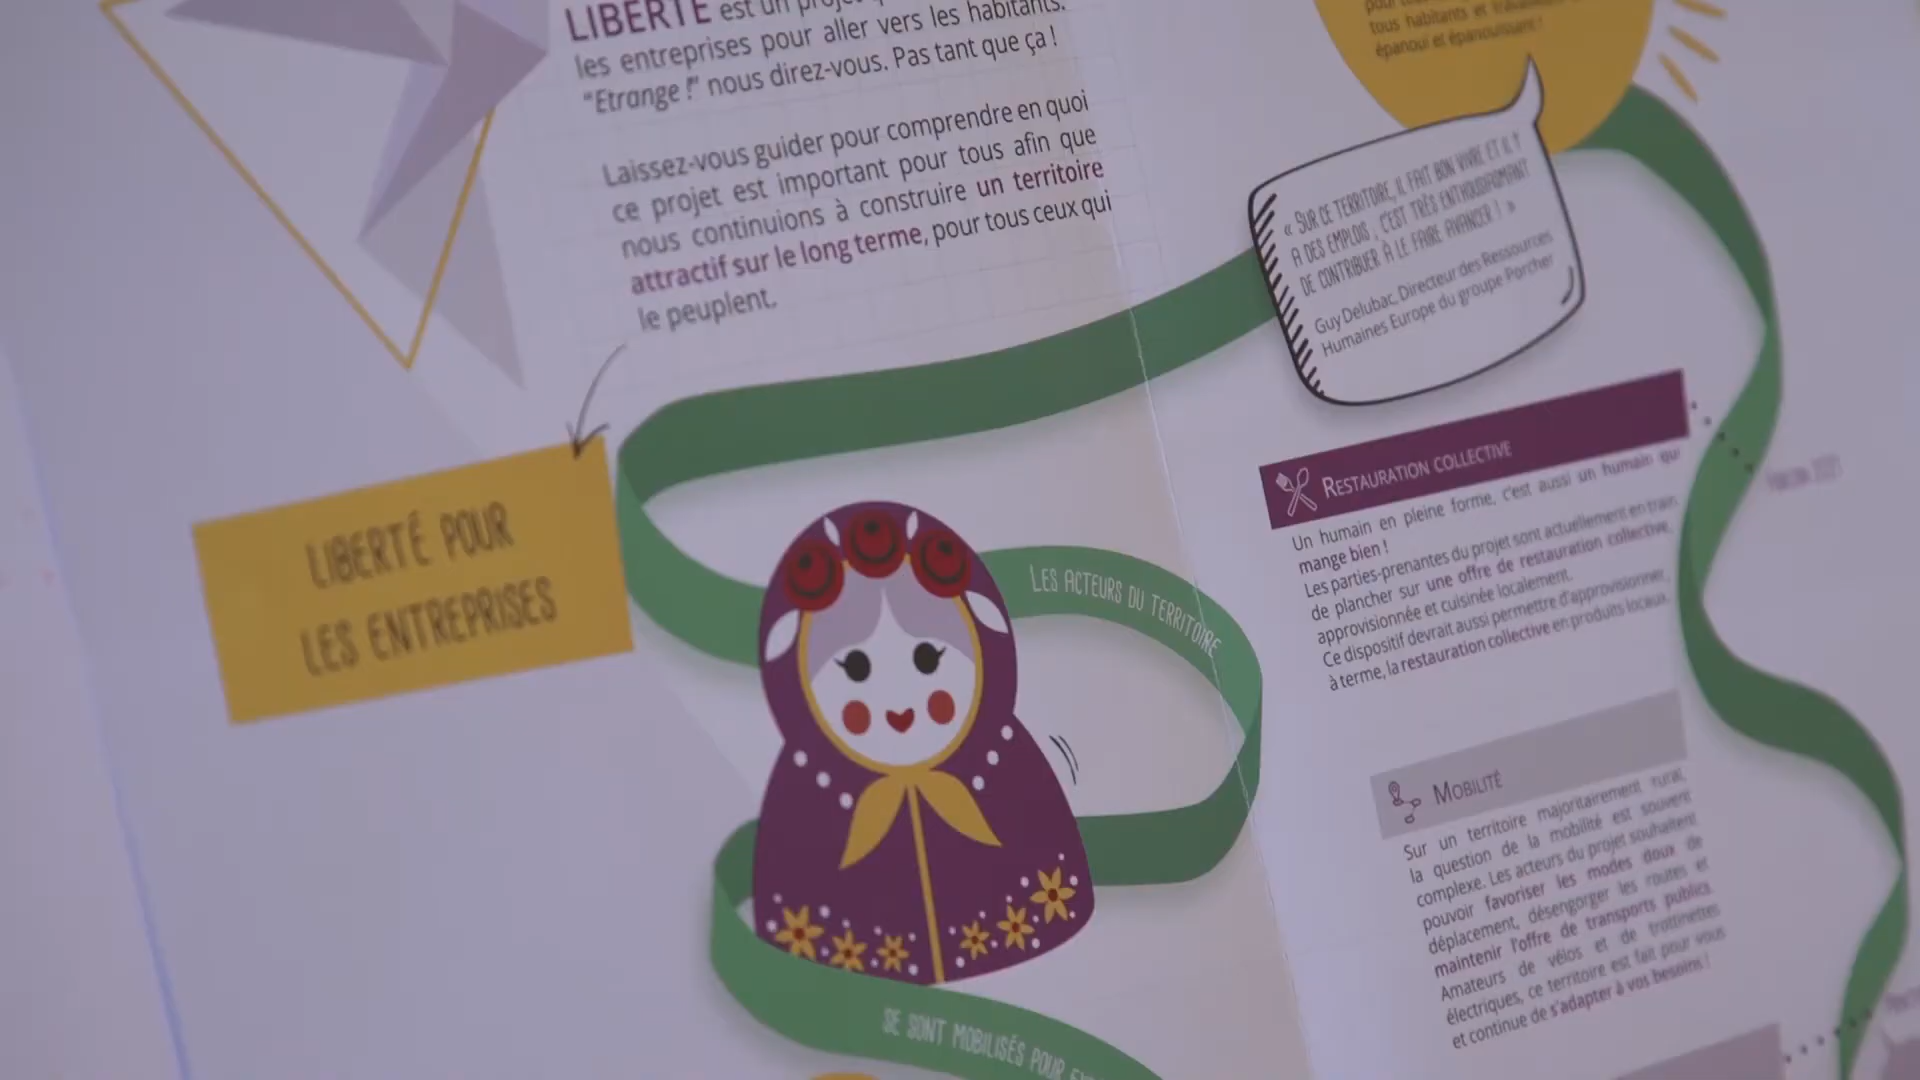 LIBERTÉ est un projet
les entreprises pour aller vers les habitants.
“Etrange !” nous direz-vous. Pas tant que ça !
Laissez-vous guider pour comprendre en quoi
ce projet est important pour tous afin que
nous continuions à construire un territoire
attractif sur le long terme, pour tous ceux qui
le peuplent.
LIBERTÉ POUR
LES ENTREPRISES
LES ACTEURS DU TERRITOIRE
SE SONT MOBILISÉS POUR
tous habitants et
épanoui et épanouissant !
« SUR CE TERRITOIRE, IL FAIT BON VIVRE ET IL Y
A DES EMPLOIS, C'EST TRÈS ENTHOUSIASMANT
DE CONTRIBUER À LE FAIRE AVANCER ! »
Guy Delubac, Directeur des Ressources
Humaines Europe du groupe Porcher
RESTAURATION COLLECTIVE
Un humain en pleine forme, c'est aussi un humain qui
mange bien !
Les parties-prenantes du projet sont actuellement en train
de plancher sur une offre de restauration collective,
approvisionnée et cuisinée localement.
Ce dispositif devrait aussi permettre d'approvisionner,
à terme, la restauration collective en produits locaux.
MOBILITÉ
Sur un territoire majoritairement rural,
la question de la mobilité est souvent
complexe. Les acteurs du projet souhaitent
pouvoir favoriser les modes doux de
déplacement, désengorger les routes et
maintenir l'offre de transports publics.
Amateurs de vélos et de trottinettes
électriques, ce territoire est fait pour vous
et continue de s'adapter à vos besoins !